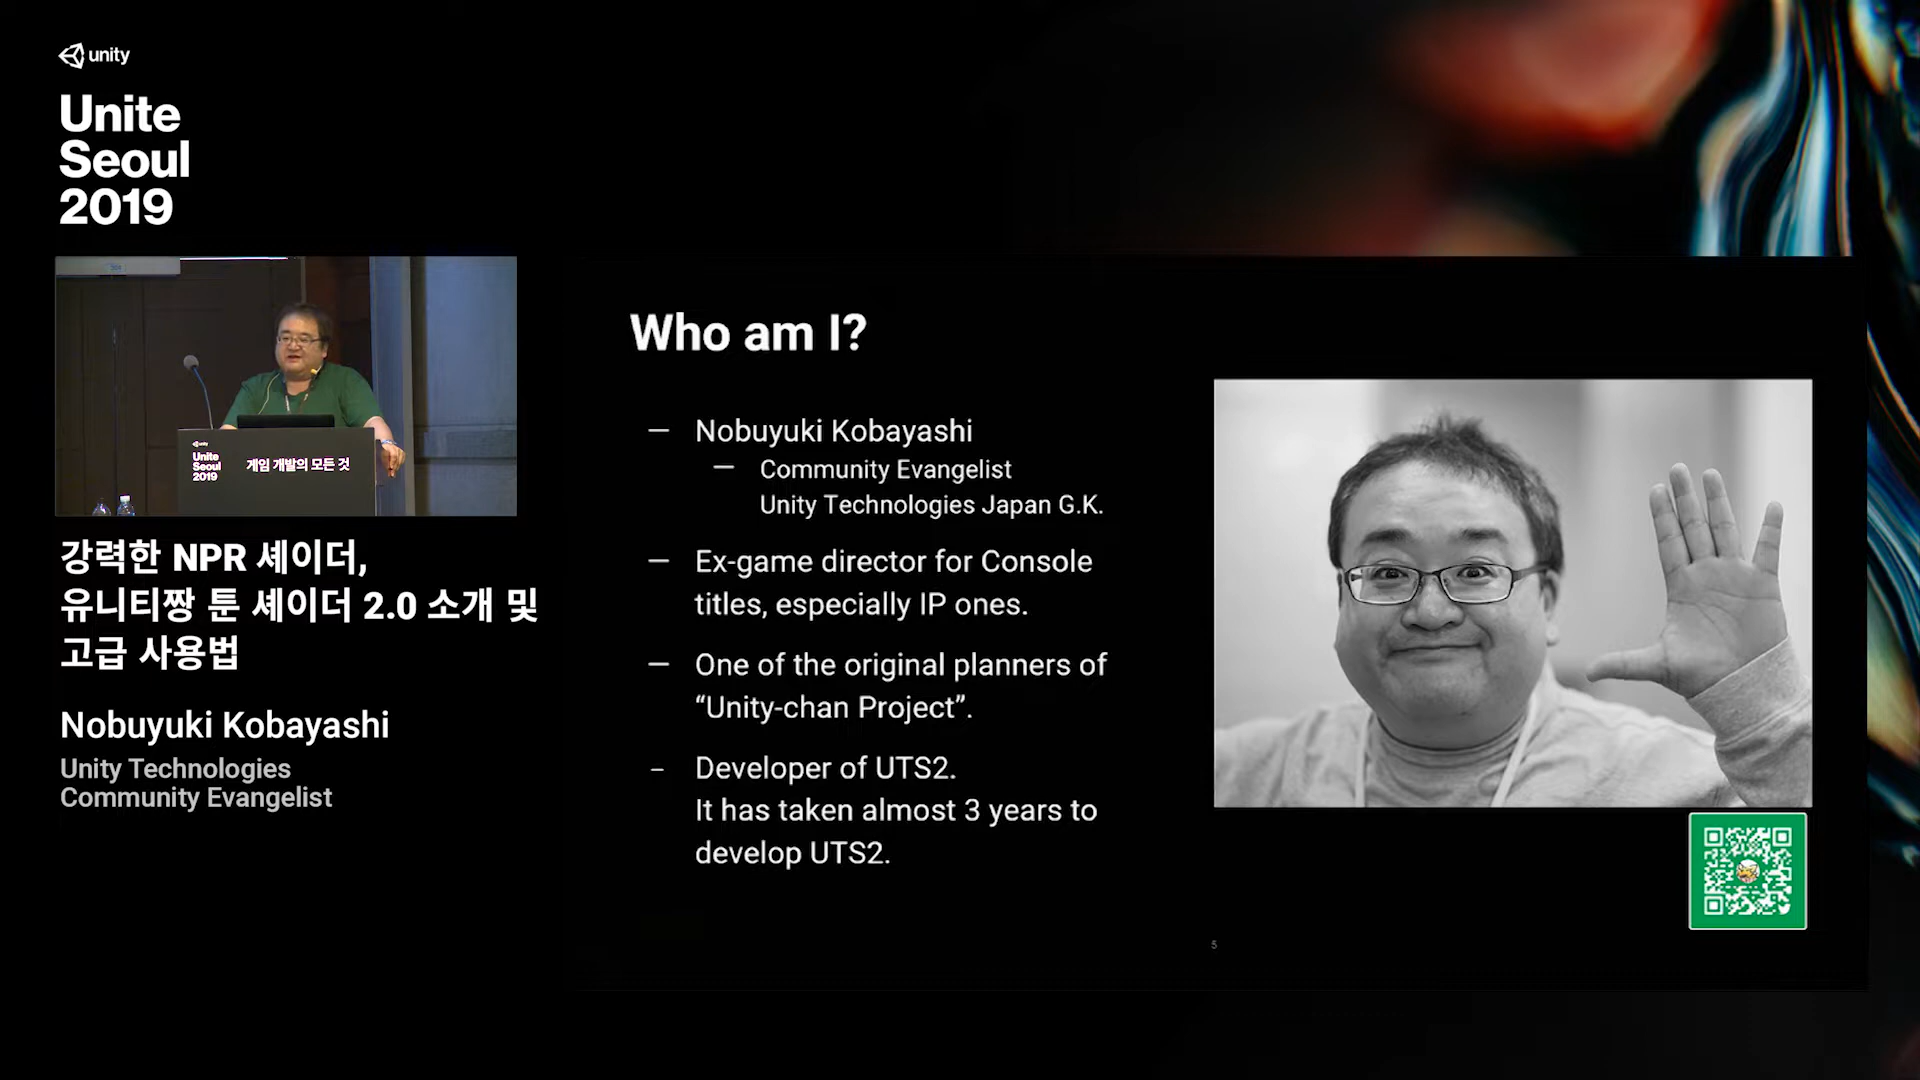 unity
Unite
Seoul
2019
unity
Unite
Seoul
2019
게임 개발의 모든 것
강력한 NPR 셰이더,
유니티짱 툰 셰이더 2.0 소개 및
고급 사용법
Nobuyuki Kobayashi
Unity Technologies
Community Evangelist
Who am I?
— Nobuyuki Kobayashi
— Community Evangelist
Unity Technologies Japan G.K.
— Ex-game director for Console
titles, especially IP ones.
— One of the original planners of
“Unity-chan Project”.
– Developer of UTS2.
It has taken almost 3 years to
develop UTS2.
5